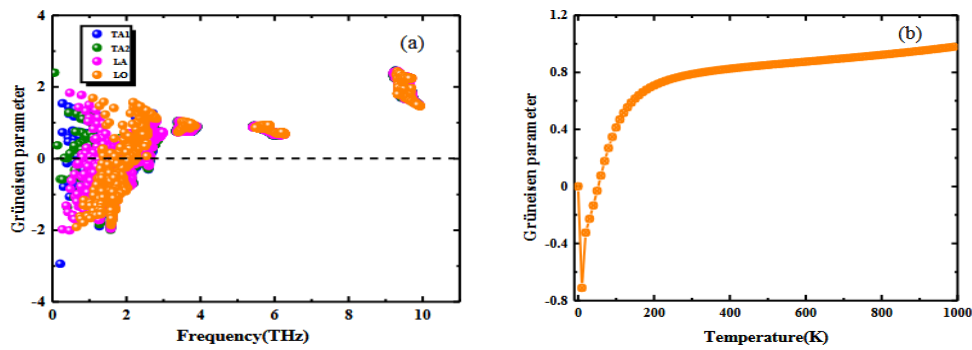 (a)
TA1
TA2
LA
LO
Grüneisen parameter
4
2
0
-2
-4
0
2
4
6
8
10
Frequency(THz)
(b)
Grüneisen parameter
1.2
0.8
0.4
0
-0.4
-0.8
0
200
400
600
800
1000
Temperature(K)